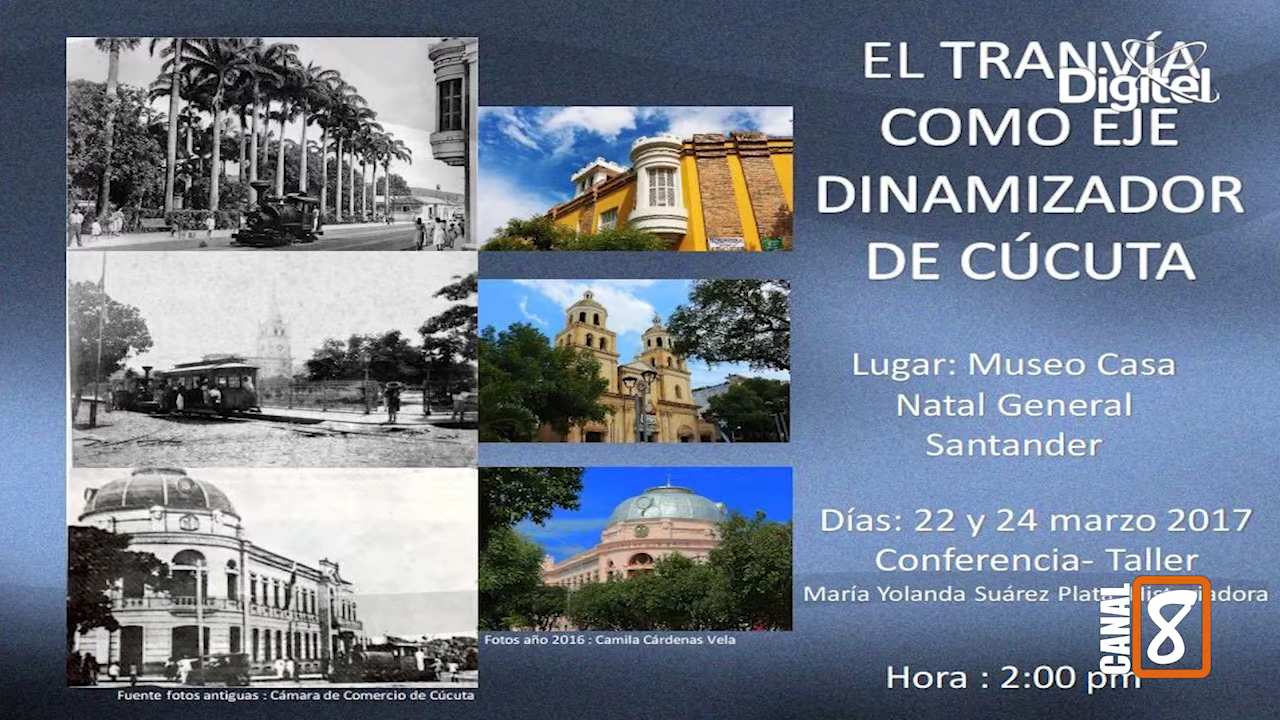 EL TRANVÍA
Digitel
COMO EJE
DINAMIZADOR
DE CÚCUTA
Lugar: Museo Casa
Natal General
Santander
Días: 22 y 24 marzo 2017
Conferencia- Taller
María Yolanda Suárez
CANAL 8
Hora : 2:00 pm
Fotos año 2016 : Camila Cárdenas Vela
Fuente fotos antiguas : Cámara de Comercio de Cúcuta